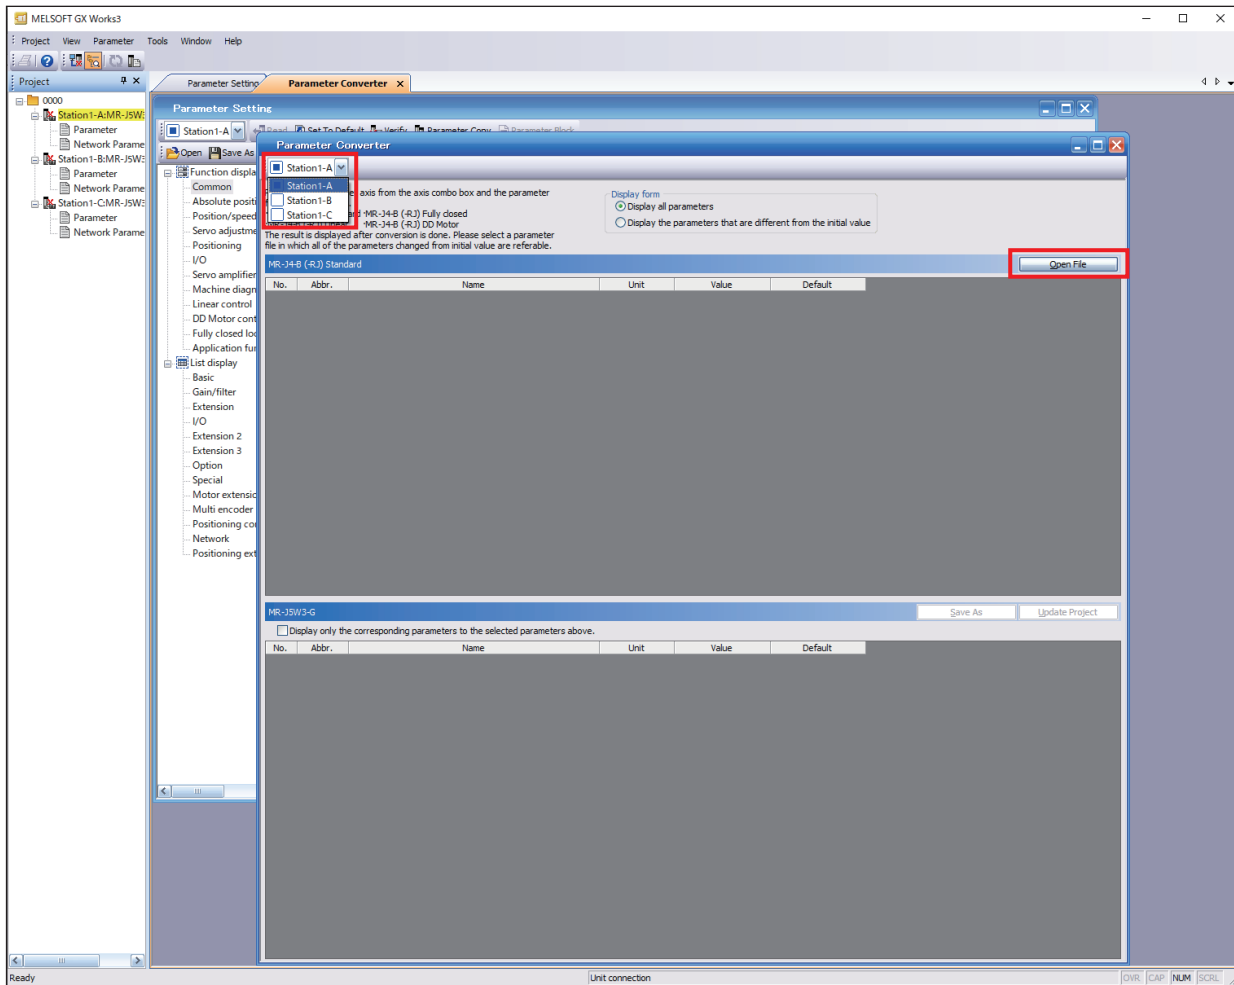 MELSOFT GX Works3
Project View Parameter Tools Window Help
Project
Parameter Setting
Parameter Converter
0000
Station1-A:MR-J5W
Parameter
Network Parame
Station1-B:MR-J5W
Parameter
Network Parame
Station1-C:MR-J5W
Parameter
Network Parame
Parameter Setting
Station1-A
Read Set To Default Verify Parameter Copy Parameter Block
Open Save As
Function displa
Common
Absolute positi
Position/speed
Servo adjustme
Positioning
I/O
Servo amplifier
Machine diagn
Linear control
DD Motor cont
Fully closed loo
Application fun
List display
Basic
Gain/filter
Extension
I/O
Extension 2
Extension 3
Option
Special
Motor extensio
Multi encoder
Positioning co
Network
Positioning ext
Parameter Converter
Station1-A
Station1-A
Station1-B
Station1-C
axis from the axis combo box and the parameter
·MR-J4-B (-RJ) Fully closed
·MR-J4-B (-RJ) DD Motor
The result is displayed after conversion is done. Please select a parameter
file in which all of the parameters changed from initial value are referable.
Display form
Display all parameters
Display the parameters that are different from the initial value
MR-J4-B (-RJ) Standard
Open File
No. Abbr. Name Unit Value Default
MR-J5W3-G
Save As Update Project
Display only the corresponding parameters to the selected parameters above.
No. Abbr. Name Unit Value Default
Ready
Unit connection
OVR CAP NUM SCRL